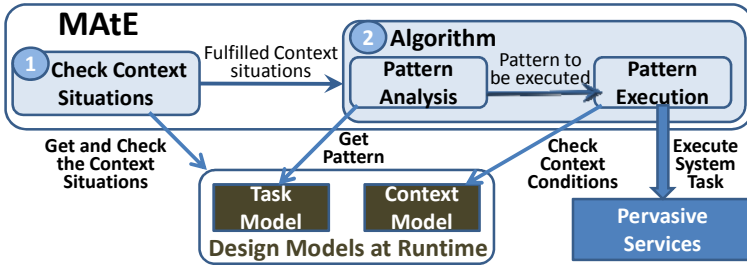 MAtE
1
Check Context
Situations
Fulfilled Context
situations
2
Algorithm
Pattern
Analysis
Pattern to
be executed
Pattern
Execution
Get and Check
the Context
Situations
Get
Pattern
Check
Context
Conditions
Execute
System
Task
Task
Model
Context
Model
Design Models at Runtime
Pervasive
Services